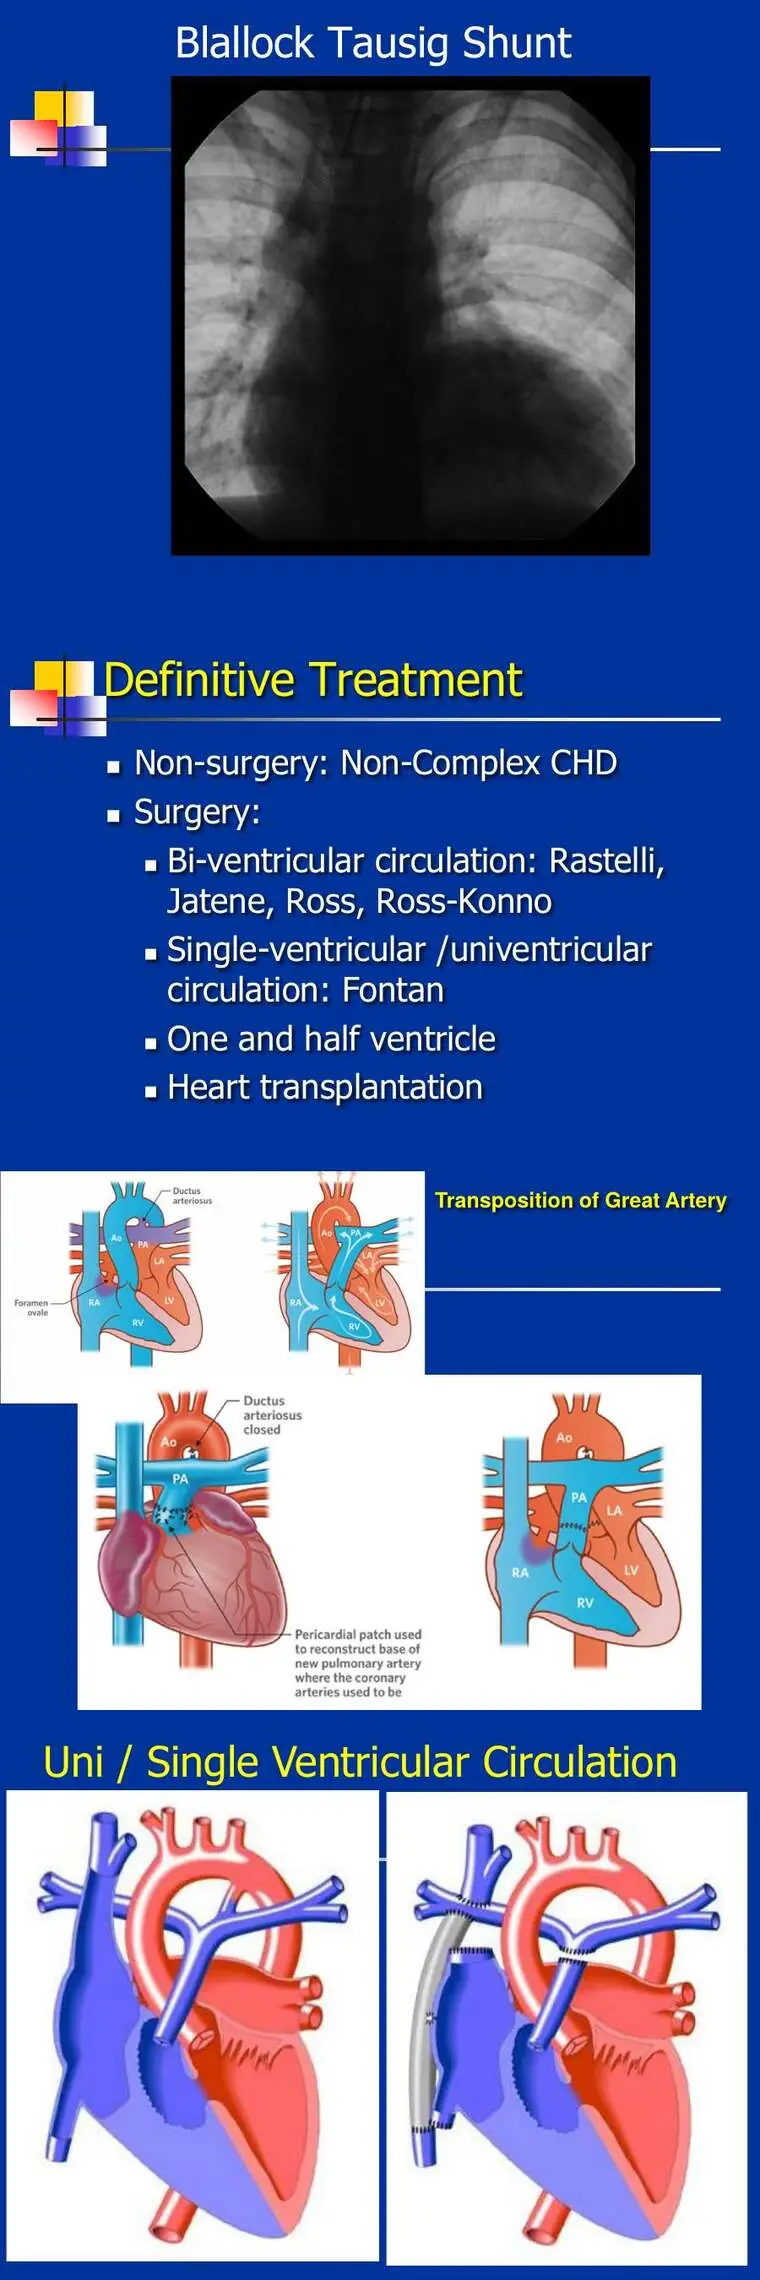 Blallock Tausig Shunt
Definitive Treatment
Non-surgery: Non-Complex CHD
Surgery:
Bi-ventricular circulation: Rastelli,
Jatene, Ross, Ross-Konno
Single-ventricular /univentricular
circulation: Fontan
One and half ventricle
Heart transplantation
Transposition of Great Artery
Ductus
arteriosus
Ao
PA
LA
Foramen
ovale
RA
LV
RV
Ao
PA
LA
RA
LV
RV
Ductus
arteriosus
closed
Ao
PA
Pericardial patch used
to reconstruct base of
new pulmonary artery
where the coronary
arteries used to be
Ao
PA
LA
RA
LV
RV
Uni / Single Ventricular Circulation